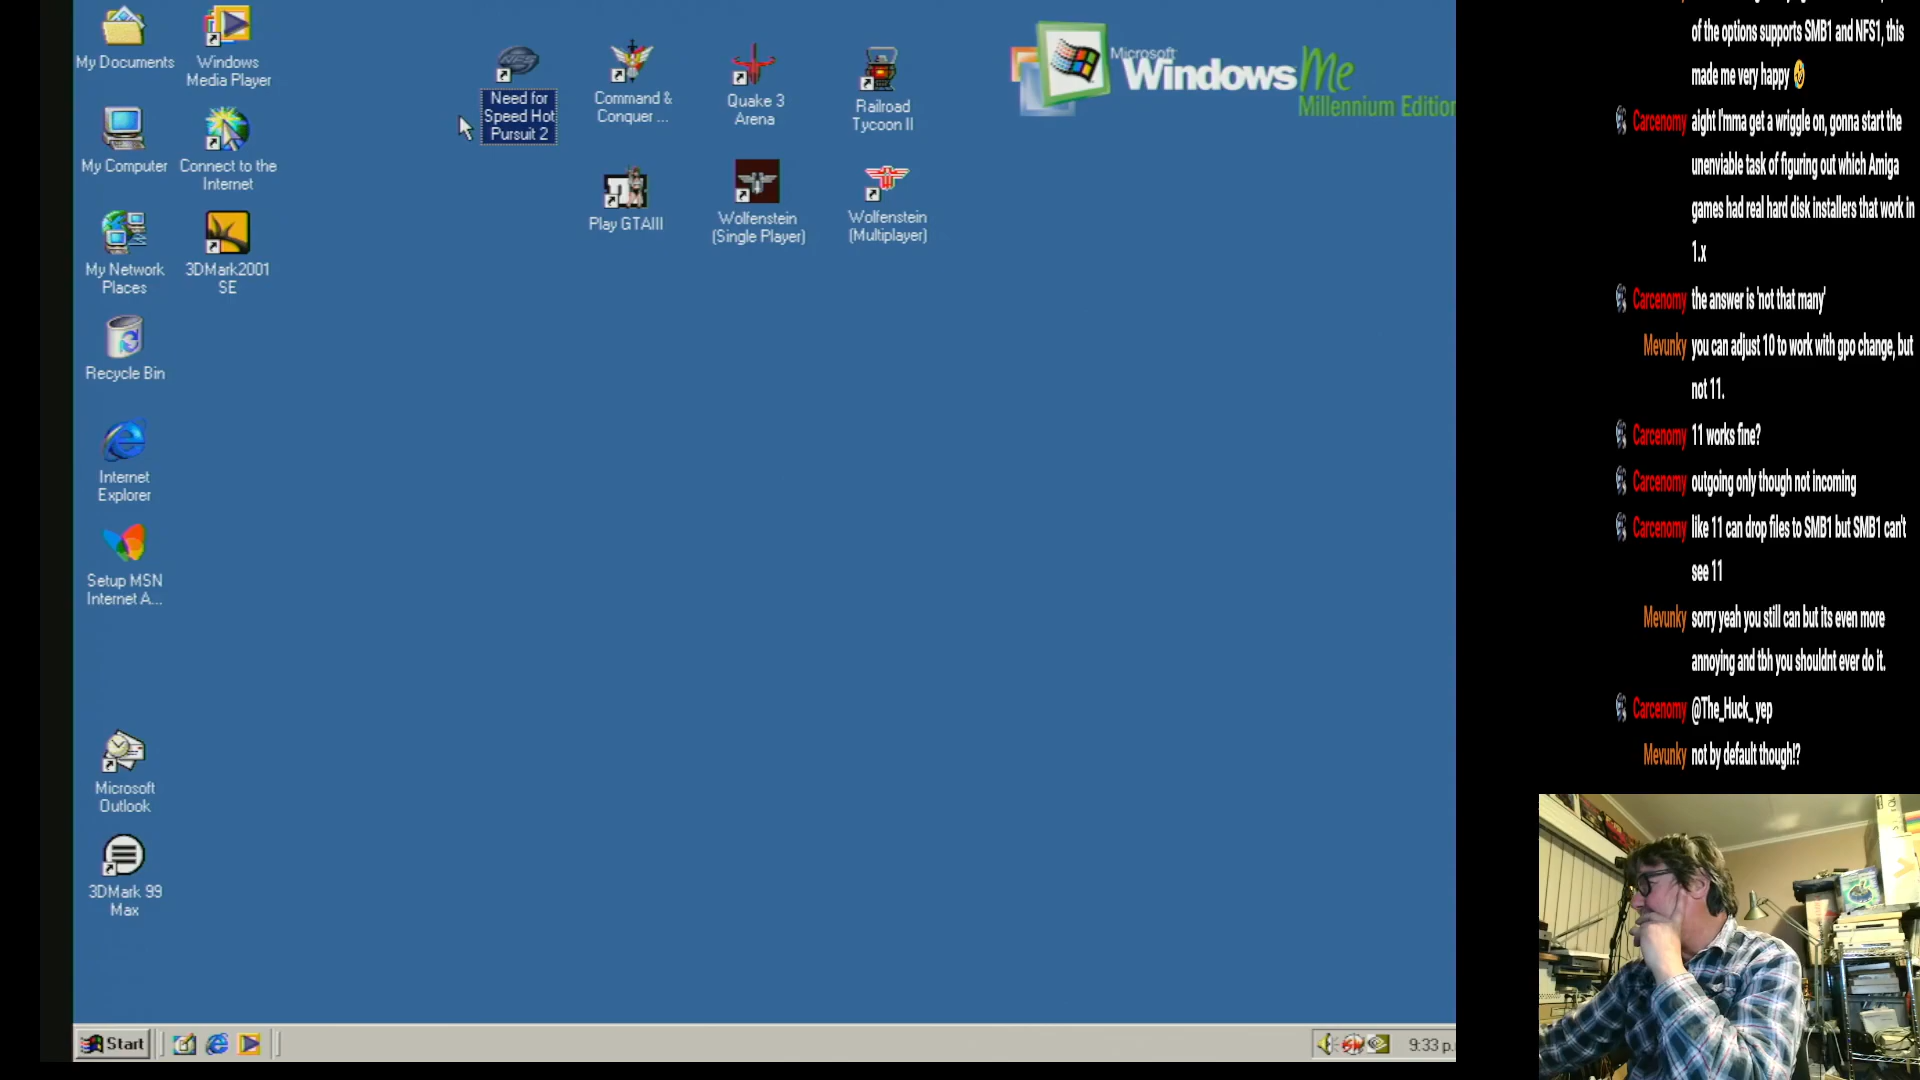 My Documents
Windows
Media Player
My Computer
Connect to the
Internet
My Network
Places
3DMark2001
SE
Recycle Bin
Internet
Explorer
Setup MSN
Internet A...
Microsoft
Outlook
3DMark 99
Max
Need for
Speed Hot
Pursuit 2
Command &
Conquer ...
Quake 3
Arena
Railroad
Tycoon II
Play GTAIII
Wolfenstein
(Single Player)
Wolfenstein
(Multiplayer)
Microsoft
Windows Me
Millennium Edition
Start
9:33 p.
of the options supports SMB1 and NFS1, this
made me very happy 🤣
Carcenomy aight I'mma get a wriggle on, gonna start the
unenviable task of figuring out which Amiga
games had real hard disk installers that work in
1.x
Carcenomy the answer is 'not that many'
Mevunky you can adjust 10 to work with gpo change, but
not 11.
Carcenomy 11 works fine?
Carcenomy outgoing only though not incoming
Carcenomy like 11 can drop files to SMB1 but SMB1 can't
see 11
Mevunky sorry yeah you still can but its even more
annoying and tbh you shouldnt ever do it.
Carcenomy @The_Huck_ yep
Mevunky not by default though!?